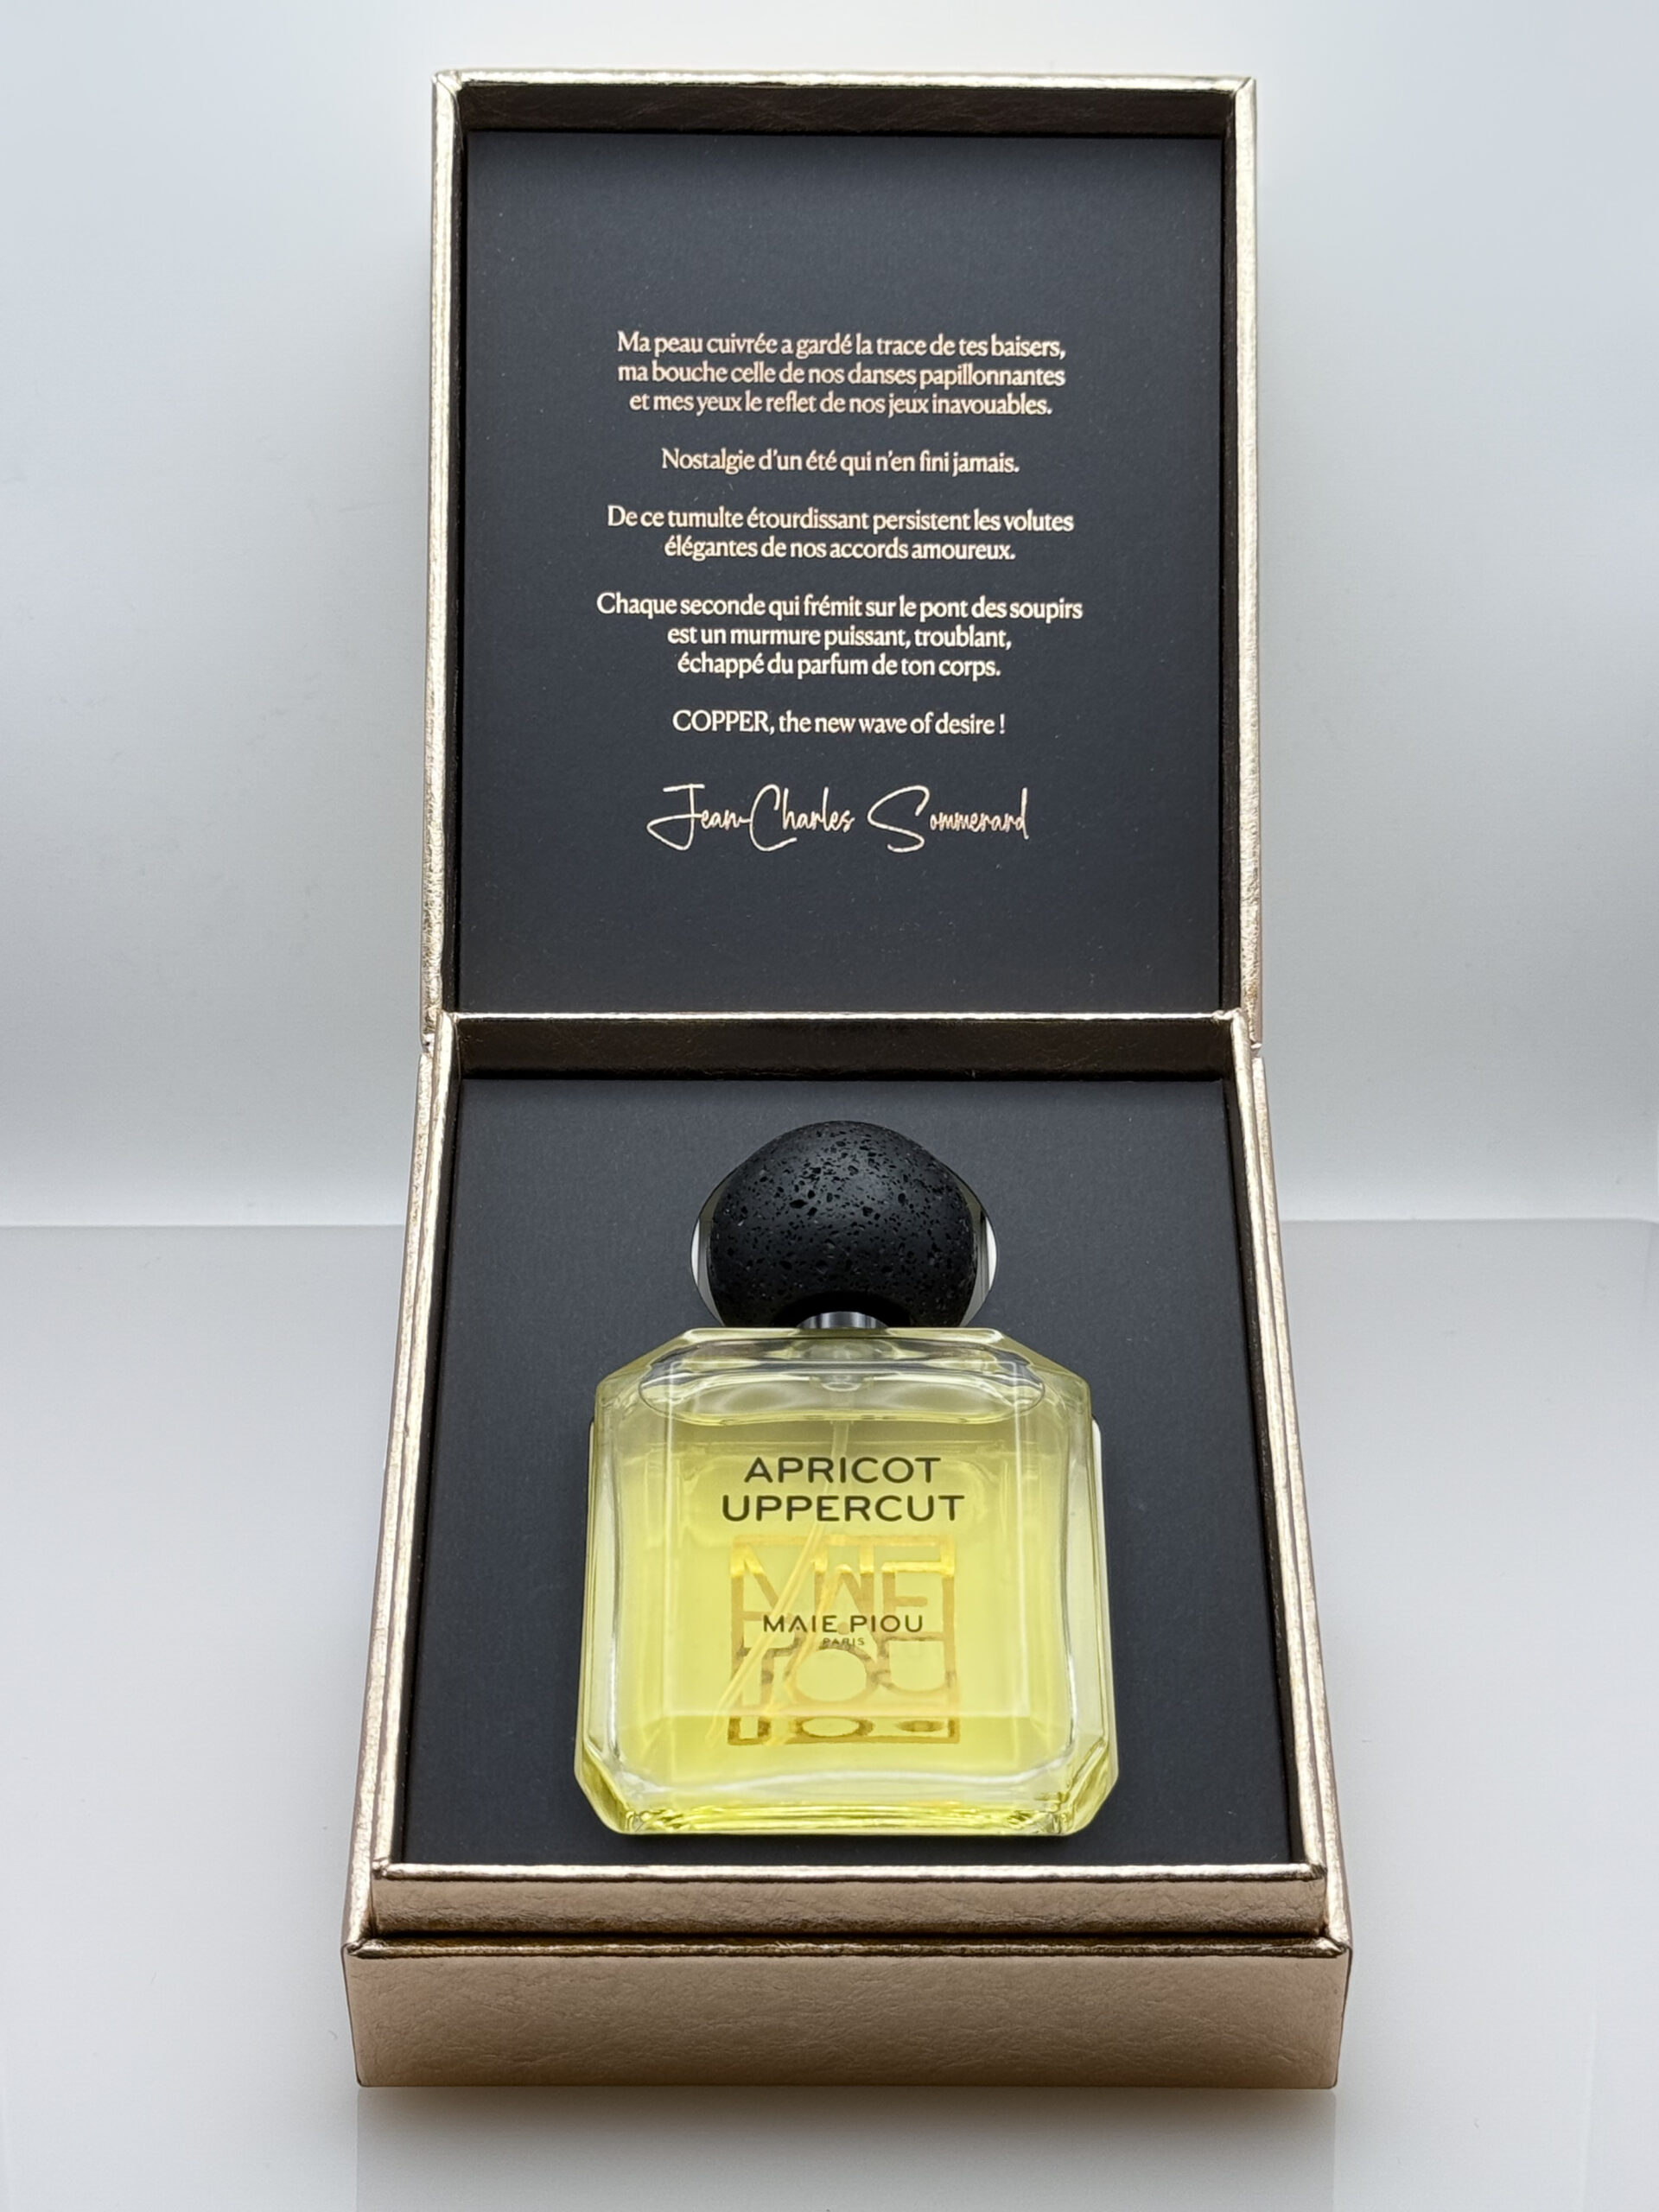 Ma peau cuivrée a gardé la trace de tes baisers,
ma bouche celle de nos danses papillonnantes
et mes yeux le reflet de nos jeux inavouables.
Nostalgie d'un été qui n'en fini jamais.
De ce tumulte étourdissant persistent les volutes
élégantes de nos accords amoureux.
Chaque seconde qui frémit sur le pont des soupirs
est un murmure puissant, troublant,
échappé du parfum de ton corps.
COPPER, the new wave of desire !
Jean-Charles Sommerard
APRICOT
UPPERCUT
MAIE PIOU
PARIS